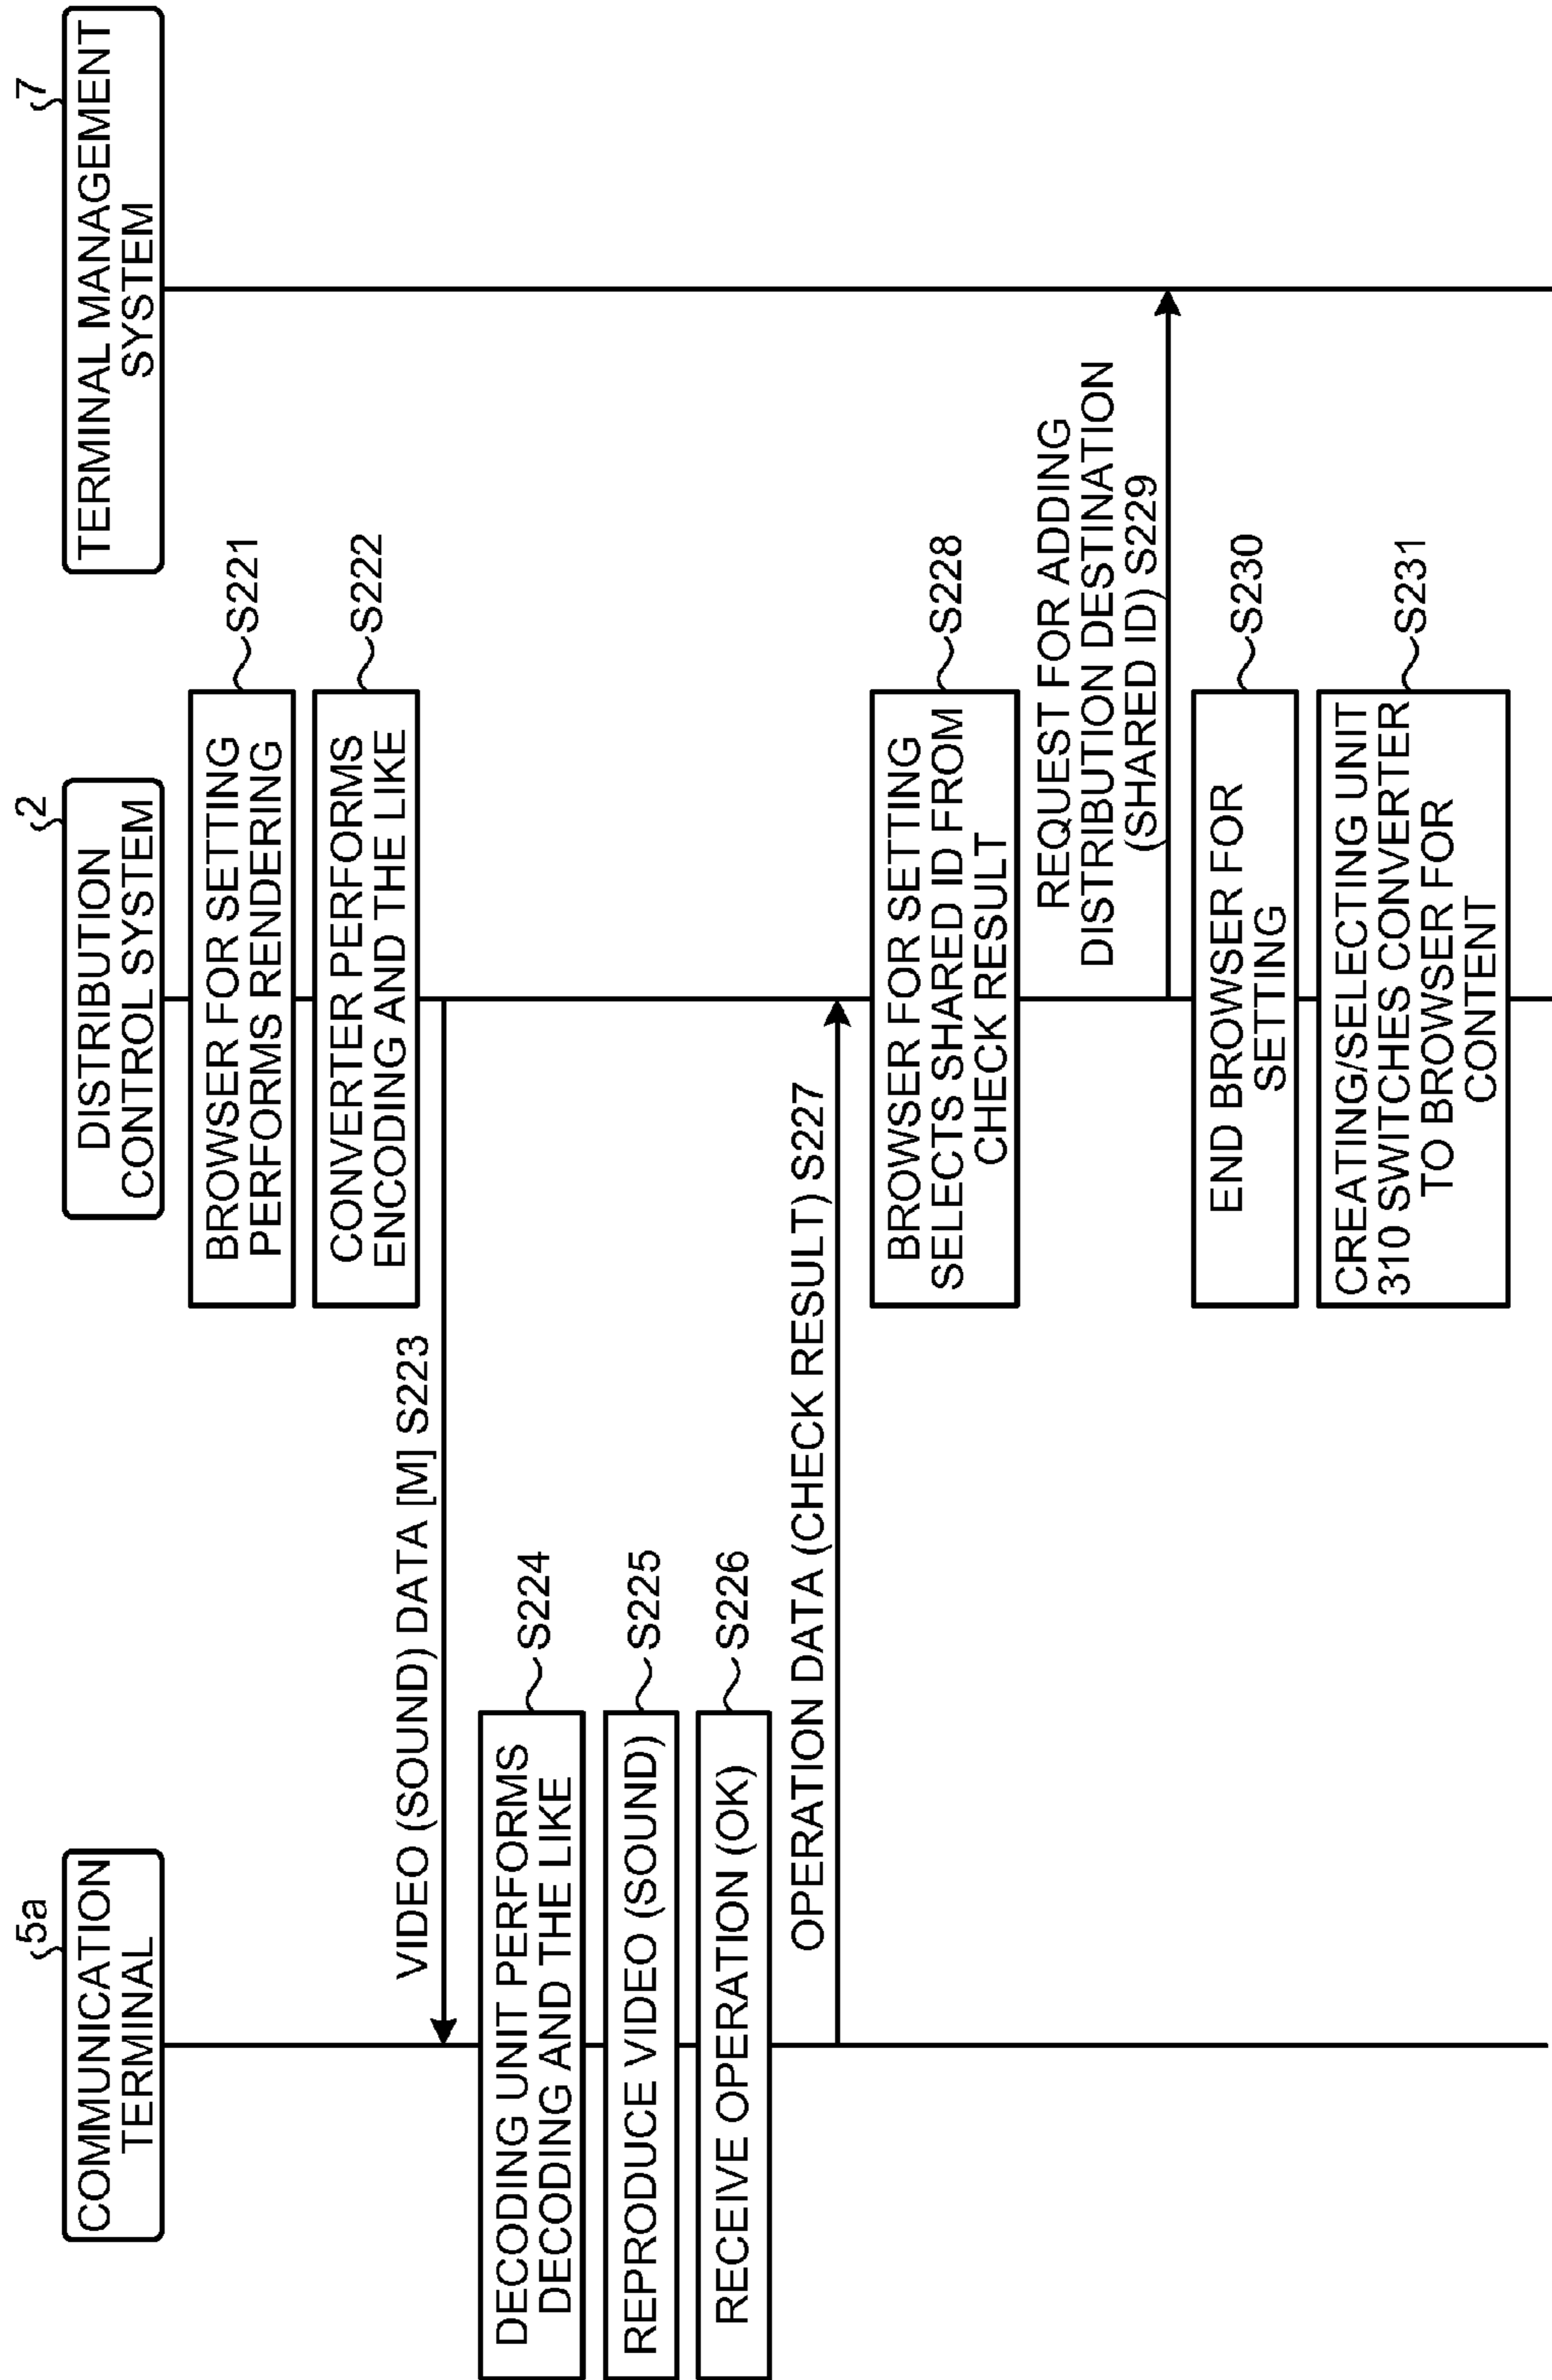 5a
COMMUNICATION
TERMINAL
2
DISTRIBUTION
CONTROL SYSTEM
7
TERMINAL MANAGEMENT
SYSTEM
BROWSER FOR SETTING
PERFORMS RENDERING
S221
CONVERTER PERFORMS
ENCODING AND THE LIKE
S222
VIDEO (SOUND) DATA [M] S223
DECODING UNIT PERFORMS
DECODING AND THE LIKE
S224
REPRODUCE VIDEO (SOUND)
S225
RECEIVE OPERATION (OK)
S226
OPERATION DATA (CHECK RESULT) S227
BROWSER FOR SETTING
SELECTS SHARED ID FROM
CHECK RESULT
S228
REQUEST FOR ADDING
DISTRIBUTION DESTINATION
(SHARED ID) S229
END BROWSER FOR
SETTING
S230
CREATING/SELECTING UNIT
310 SWITCHES CONVERTER
TO BROWSER FOR
CONTENT
S231